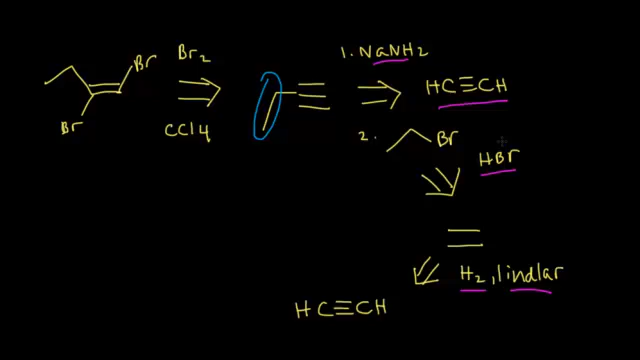 Br
Br
Br2
CCl4
1. NaNH2
2.
Br
HC≡CH
HBr
H2, lindlar
HC≡CH